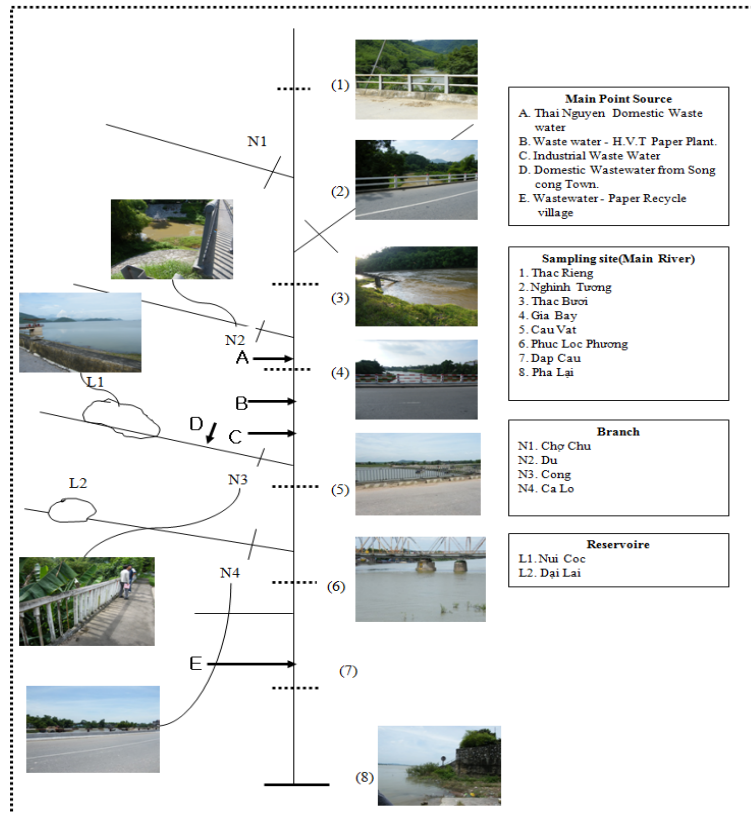 (1)
N1
(2)
(3)
N2
A
(4)
L1
B
D
C
L2
N3
(5)
N4
(6)
E
(7)
(8)
Main Point Source
A. Thai Nguyen Domestic Waste
water
B. Waste water - H.V.T Paper Plant.
C. Industrial Waste Water
D. Domestic Wastewater from Song
cong Town.
E. Wastewater - Paper Recycle
village
Sampling site(Main River)
1. Thac Rieng
2. Nghinh Tương
3. Thac Bươi
4. Gia Bay
5. Cau Vat
6. Phuc Loc Phương
7. Dap Cau
8. Pha Lại
Branch
N1. Chợ Chu
N2. Du
N3. Cong
N4. Ca Lo
Reservoire
L1. Nui Coc
L2. Dại Lai